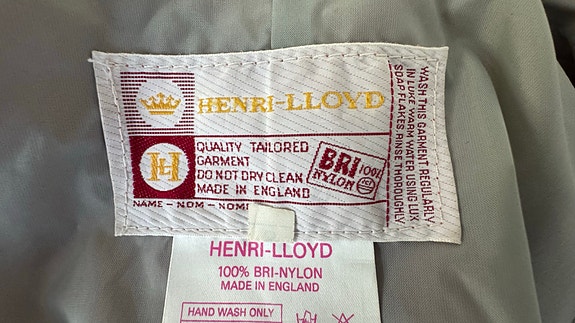 HENRI-LLOYD
HL
QUALITY TAILORED
GARMENT
DO NOT DRY CLEAN
MADE IN ENGLAND
BRI 100%
NYLON
NAME – NOM – NOME
WASH THIS GARMENT REGULARLY
IN LUKE WARM WATER USING LUX
SOAP FLAKES. RINSE THOROUGHLY
HENRI-LLOYD
100% BRI-NYLON
MADE IN ENGLAND
HAND WASH ONLY